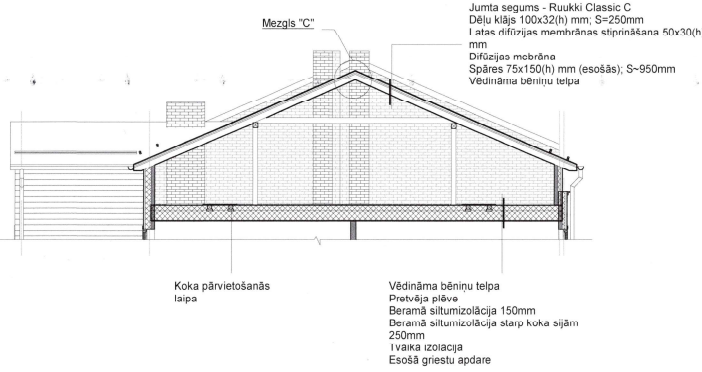 Jumta segums - Ruukki Classic C
Dēļu klājs 100x32(h) mm; S=250mm
Latas difūzijas membrānas stiprināšana 50x30(h
mm
Difūzijas mebrāna
Spāres 75x150(h) mm (esošās); S~950mm
Vēdināma bēniņu telpa
Mezgls "C"
Koka pārvietošanās
laipa
Vēdināma bēniņu telpa
Pretvēja plēve
Beramā siltumizolācija 150mm
Beramā siltumizolācija starp koka sijām
250mm
Tvaika izolācija
Esošā griestu apdare